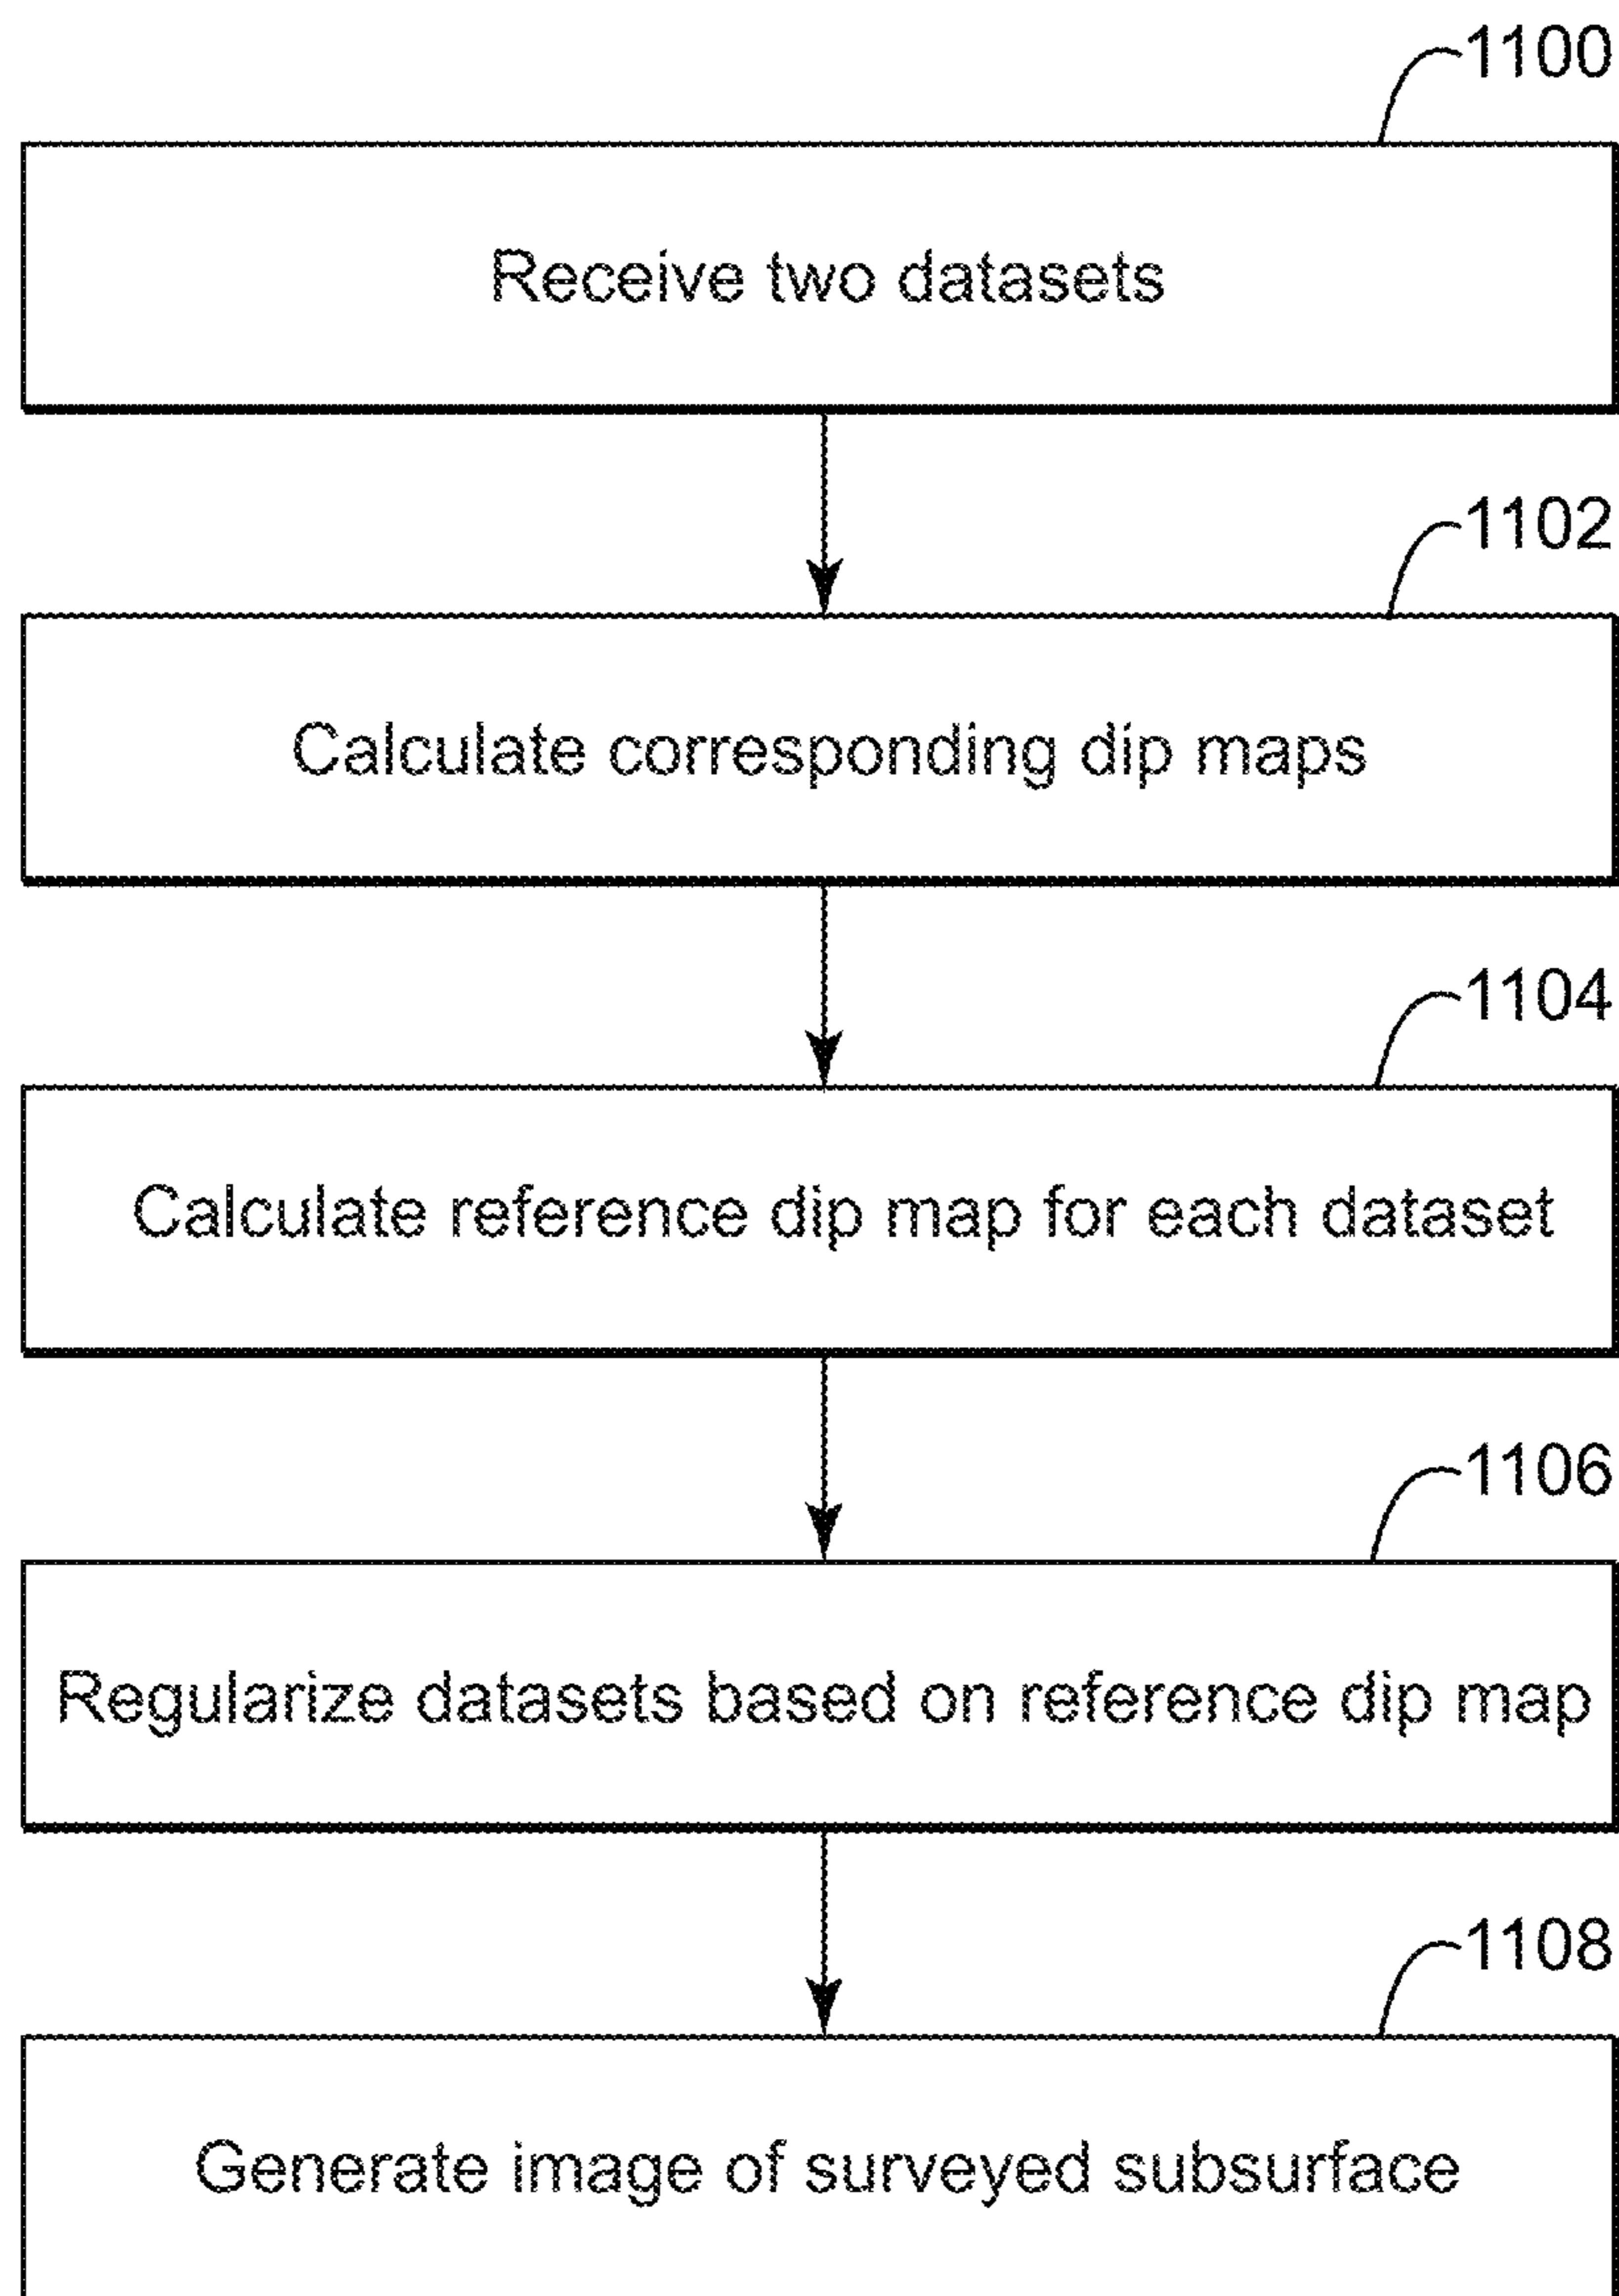 1100
Receive two datasets
1102
Calculate corresponding dip maps
1104
Calculate reference dip map for each dataset
1106
Regularize datasets based on reference dip map
1108
Generate image of surveyed subsurface